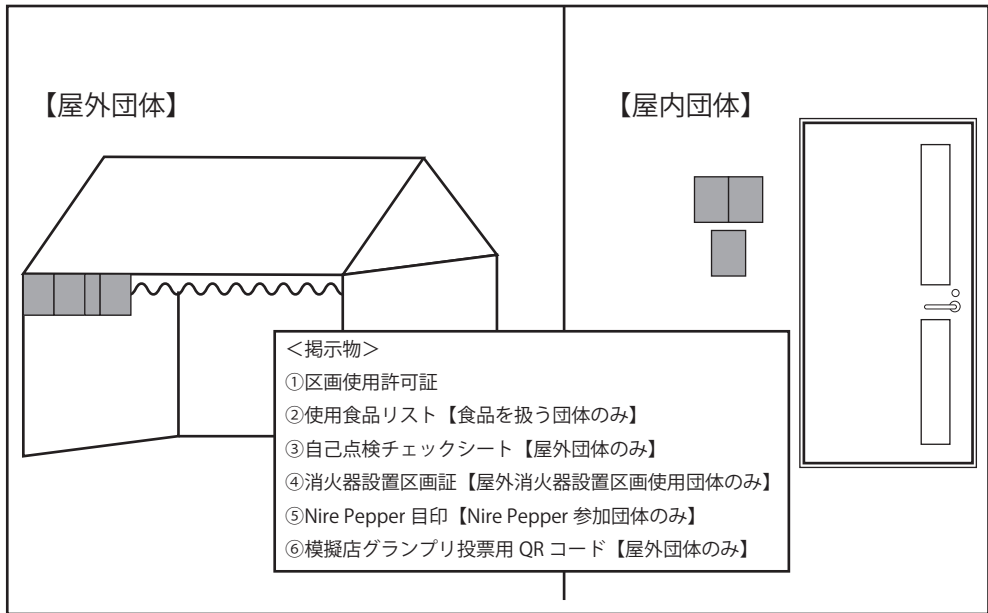 【屋外団体】
【屋内団体】
＜掲示物＞
①区画使用許可証
②使用食品リスト【食品を扱う団体のみ】
③自己点検チェックシート【屋外団体のみ】
④消火器設置区画証【屋外消火器設置区画使用団体のみ】
⑤Nire Pepper 目印【Nire Pepper 参加団体のみ】
⑥模擬店グランプリ投票用 QR コード【屋外団体のみ】